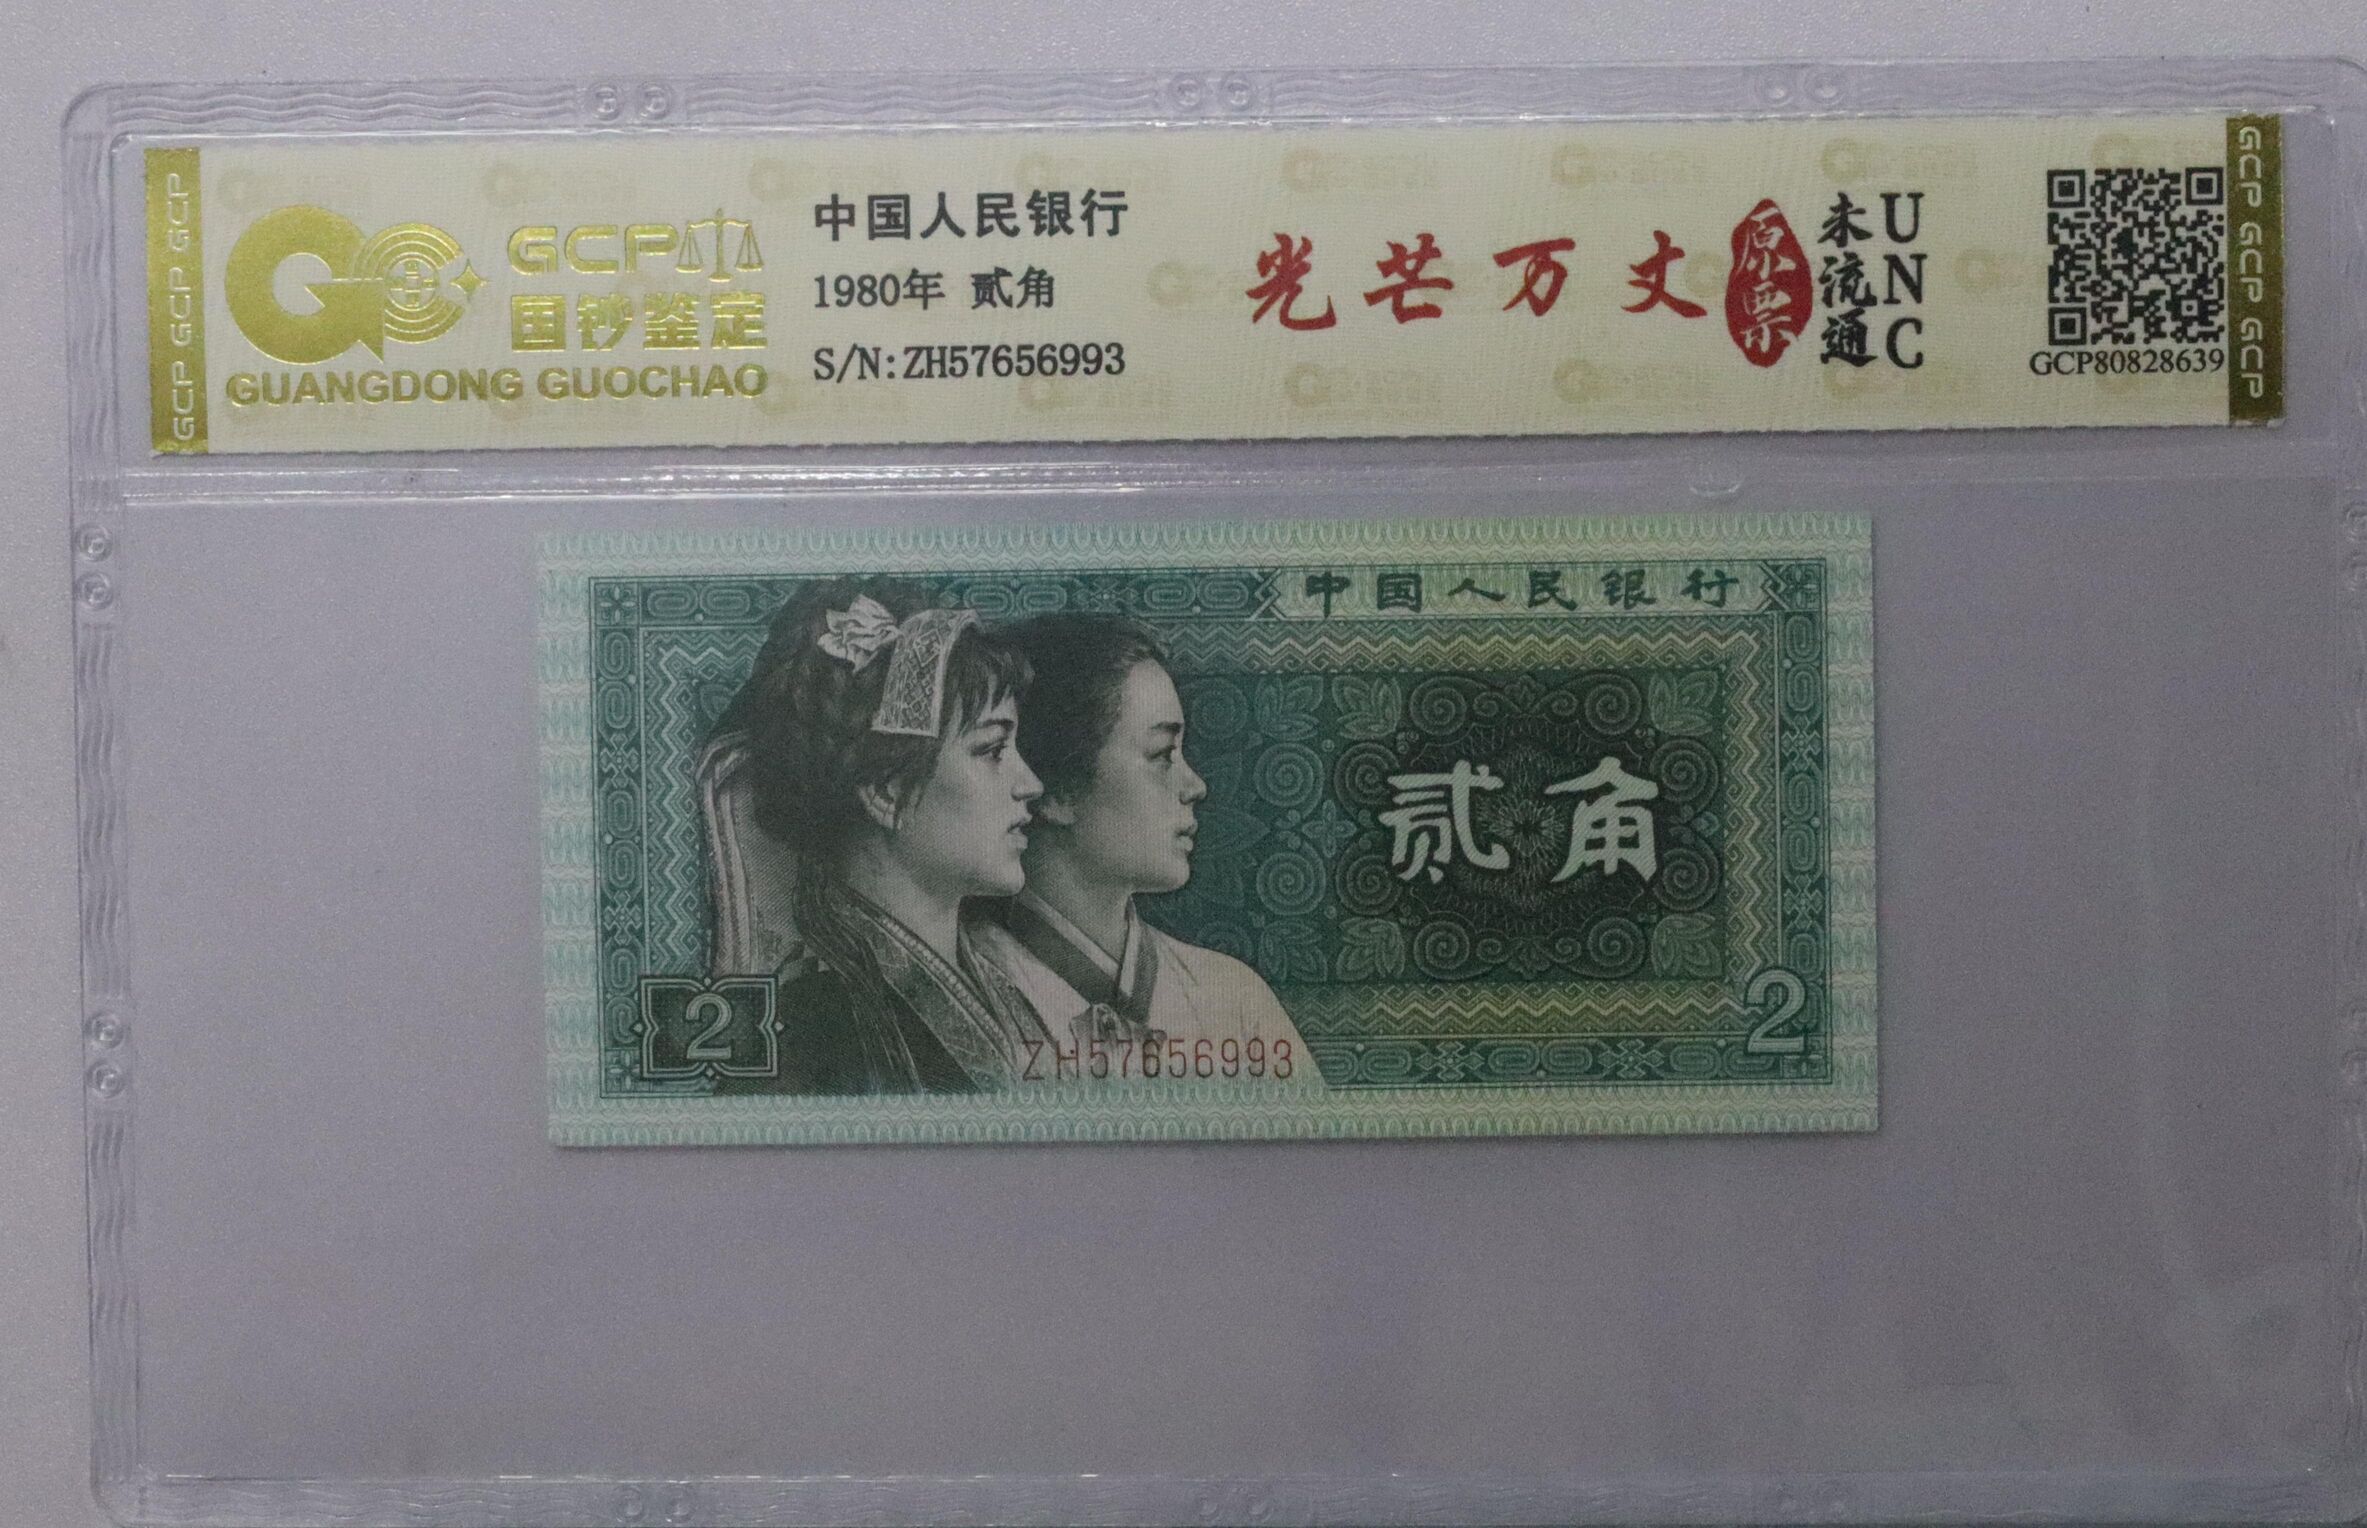 GCP GCP GCP
GCP
国钞鉴定
GUANGDONG GUOCHAO
中国人民银行
1980年 贰角
S/N:ZH57656993
光芒万丈
原票
未流通
UNC
GCP80828639
GCP GCP GCP
中国人民银行
贰角
2
2
ZH57656993